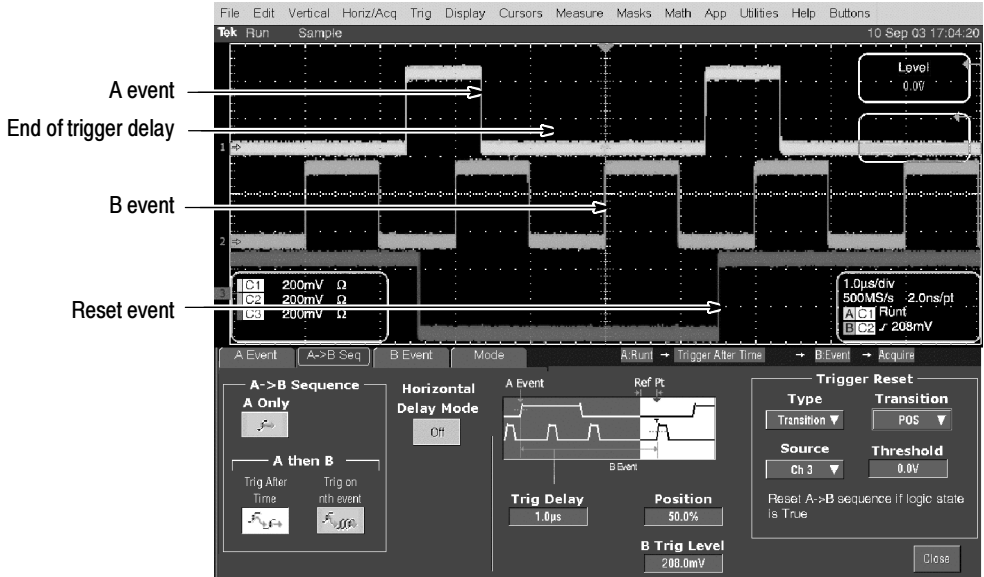 File Edit Vertical Horiz/Acq Trig Display Cursors Measure Masks Math App Utilities Help Buttons
Tek Run Sample 10 Sep 03 17:04:20
Level
0.0V
A event
End of trigger delay
1
B event
2
Reset event
3
C1 200mV Ω
C2 200mV Ω
C3 200mV Ω
1.0µs/div
500MS/s 2.0ns/pt
A C1 Runt
B C2 208mV
A Event A->B Seq B Event Mode A:Runt → Trigger After Time → B:Event → Acquire
A->B Sequence
A Only
A then B
Trig After Time
Trig on nth event
Horizontal
Delay Mode
Off
A Event Ref Pt
B Event
Trig Delay
1.0µs
Position
50.0%
B Trig Level
208.0mV
Trigger Reset
Type Transition
Transition POS
Source Threshold
Ch 3 0.0V
Reset A->B sequence if logic state
is True
Close